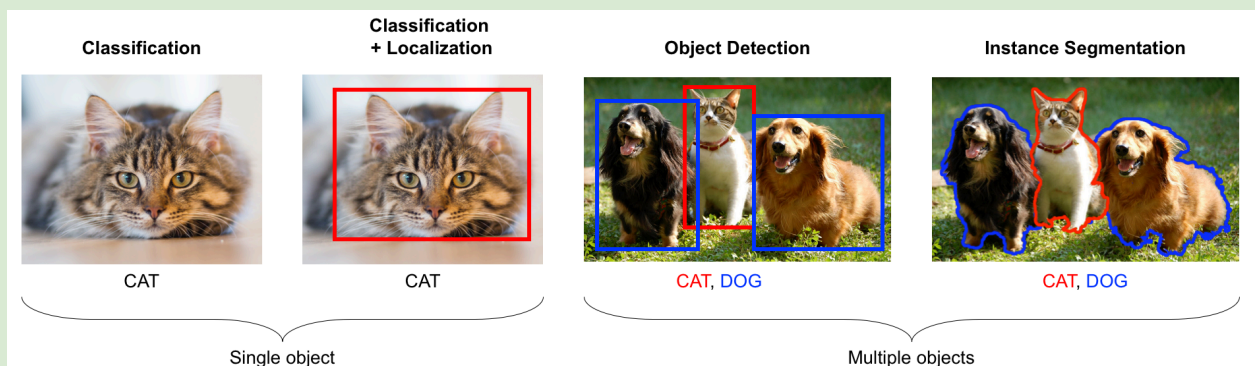 Classification
Classification
+ Localization
Object Detection
Instance Segmentation
CAT
CAT
CAT, DOG
CAT, DOG
Single object
Multiple objects